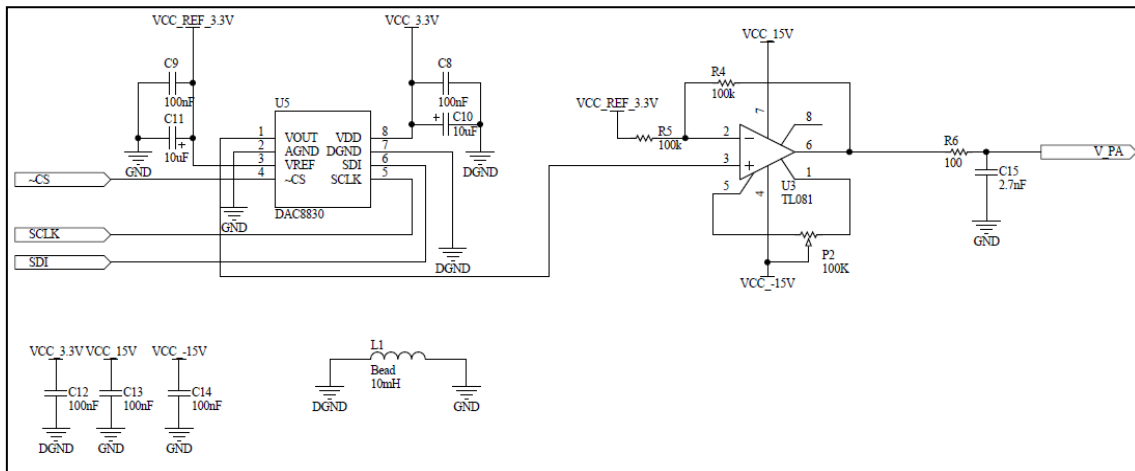 VCC_REF_3.3V
VCC_3.3V
VCC_15V
C9
100nF
C11
10uF
GND
C8
100nF
C10
10uF
DGND
U5
1 VOUT VDD 8
2 AGND DGND 7
3 VREF SDI 6
4 ~CS SCLK 5
DAC8830
GND
DGND
~CS
SCLK
SDI
R4
100k
VCC_REF_3.3V
R5
100k
7
8
2
3
6
5
4
1
U3
TL081
P2
100K
VCC_-15V
R6
100
C15
2.7nF
GND
V_PA
VCC_3.3V VCC_15V VCC_-15V
C12 C13 C14
100nF 100nF 100nF
DGND GND GND
L1
Bead
10mH
DGND GND